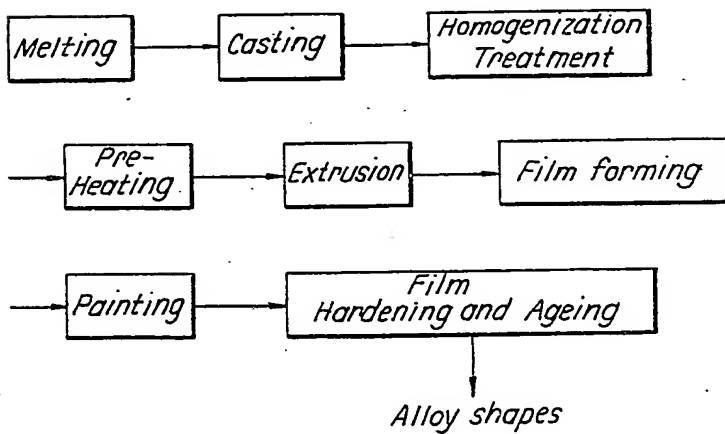 Melting
Casting
Homogenization
Treatment
Pre-
Heating
Extrusion
Film forming
Painting
Film
Hardening and Ageing
Alloy shapes